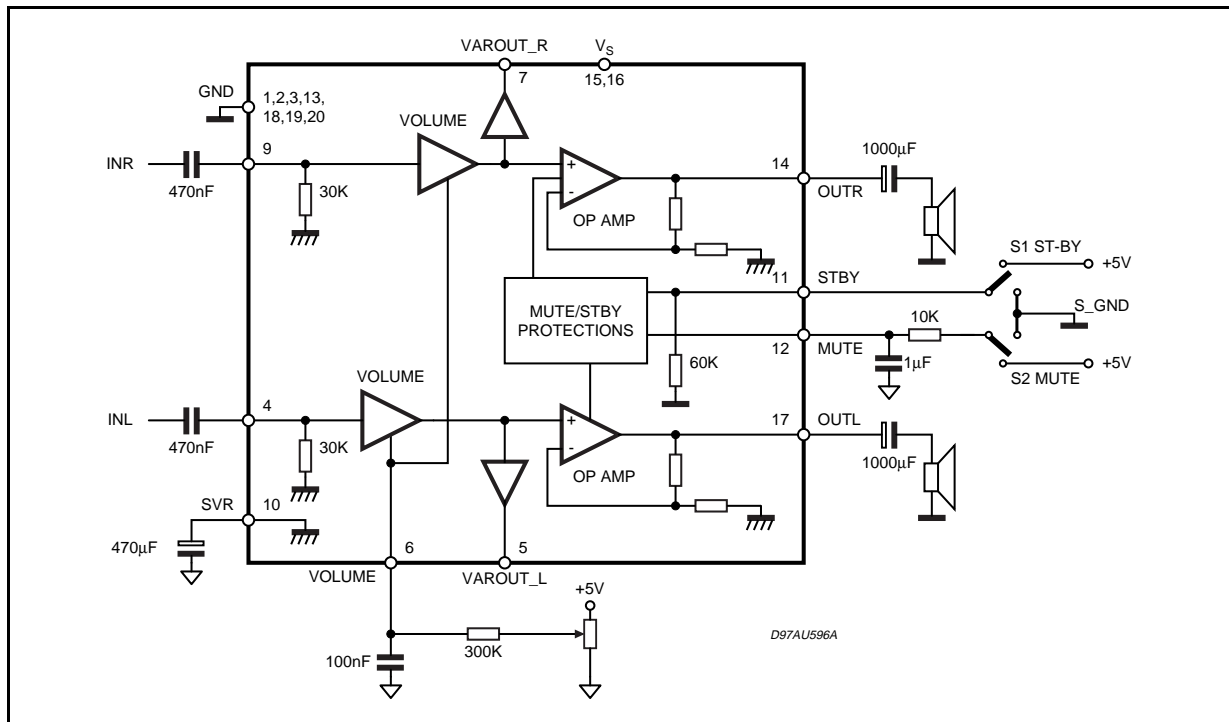 VAROUT_R
VS
7
15,16
GND
1,2,3,13,
18,19,20
VOLUME
INR
9
470nF
30K
+
-
OP AMP
14
OUTR
1000µF
S1 ST-BY
+5V
11
STBY
S_GND
MUTE/STBY
PROTECTIONS
10K
12
MUTE
1µF
60K
S2 MUTE
+5V
VOLUME
INL
4
470nF
30K
+
-
OP AMP
17
OUTL
1000µF
SVR
10
470µF
6
5
VOLUME
VAROUT_L
+5V
300K
100nF
D97AU596A